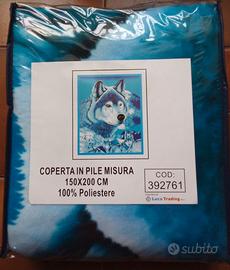 COPERTA IN PILE MISURA
150X200 CM
100% Poliestere
COD:
392761
Luca Trading
subito